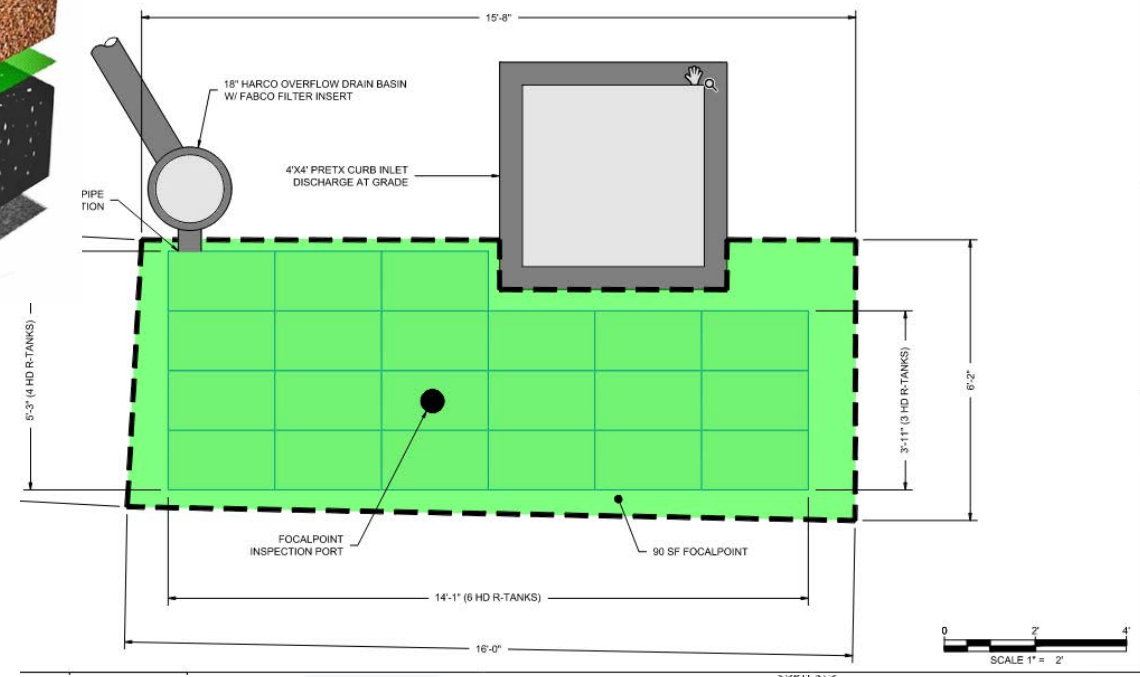 15'-8"
18" HARCO OVERFLOW DRAIN BASIN
W/ FABCO FILTER INSERT
4'X4' PRETX CURB INLET
DISCHARGE AT GRADE
PIPE
TION
5'-3" (4 HD R-TANKS)
3'-11" (3 HD R-TANKS)
6'-2"
FOCALPOINT
INSPECTION PORT
90 SF FOCALPOINT
14'-1" (6 HD R-TANKS)
16'-0"
0 2' 4'
SCALE 1" = 2'